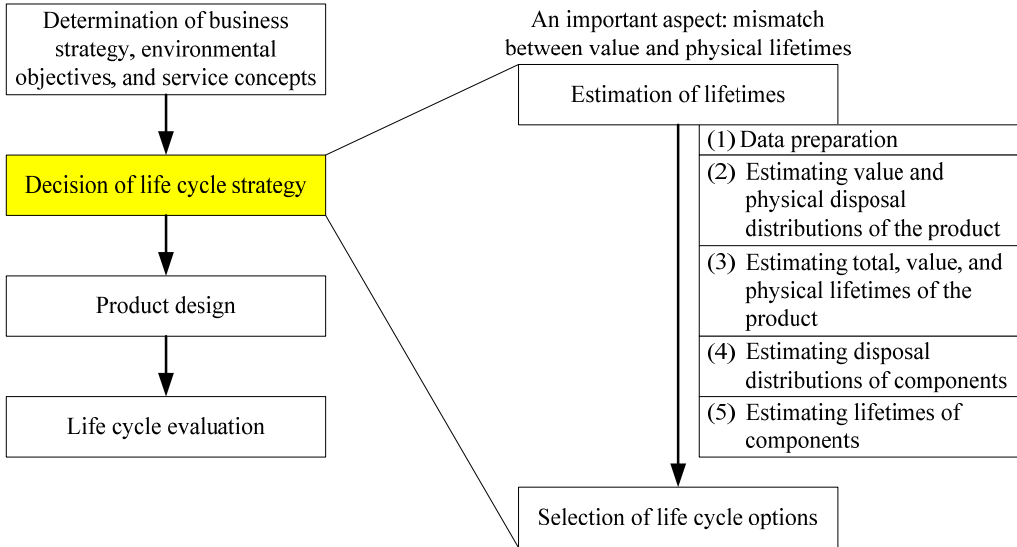 Determination of business
strategy, environmental
objectives, and service concepts
Decision of life cycle strategy
Product design
Life cycle evaluation
An important aspect: mismatch
between value and physical lifetimes
Estimation of lifetimes
(1) Data preparation
(2) Estimating value and
physical disposal
distributions of the product
(3) Estimating total, value, and
physical lifetimes of the
product
(4) Estimating disposal
distributions of components
(5) Estimating lifetimes of
components
Selection of life cycle options